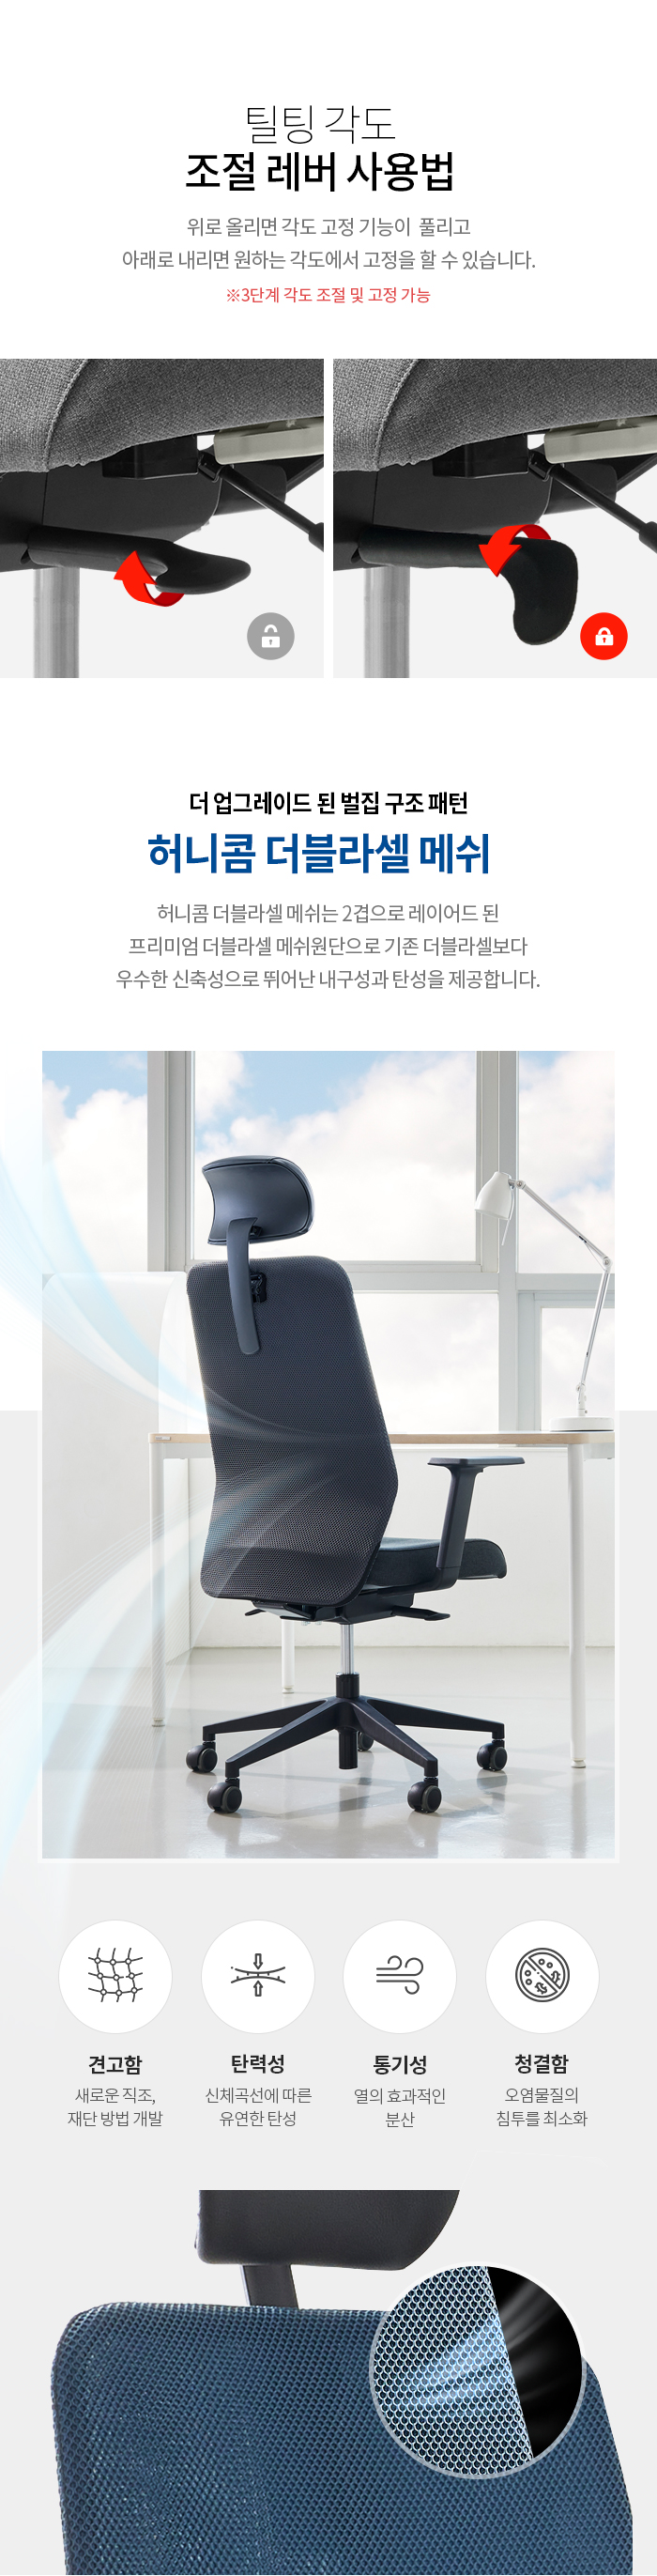 틸팅 각도
조절 레버 사용법
위로 올리면 각도 고정 기능이 풀리고
아래로 내리면 원하는 각도에서 고정을 할 수 있습니다.
※3단계 각도 조절 및 고정 가능
더 업그레이드 된 벌집 구조 패턴
허니콤 더블라셀 메쉬
허니콤 더블라셀 메쉬는 2겹으로 레이어드 된
프리미엄 더블라셀 메쉬원단으로 기존 더블라셀보다
우수한 신축성으로 뛰어난 내구성과 탄성을 제공합니다.
견고함
새로운 직조,
재단 방법 개발
탄력성
신체곡선에 따른
유연한 탄성
통기성
열의 효과적인
분산
청결함
오염물질의
침투를 최소화